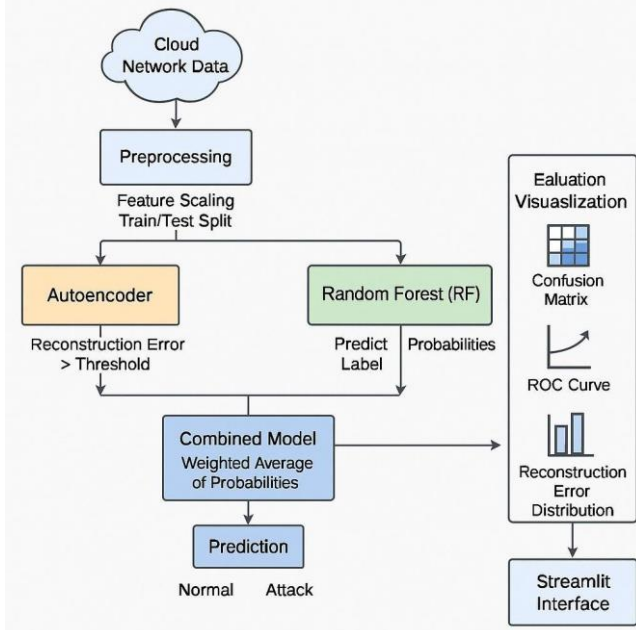 Cloud
Network Data
Preprocessing
Feature Scaling
Train/Test Split
Autoencoder
Random Forest (RF)
Reconstruction Error
> Threshold
Predict
Label
Probabilities
Combined Model
Weighted Average
of Probabilities
Prediction
Normal
Attack
Ealuation
Visuaslization
Confusion
Matrix
ROC Curve
Reconstruction
Error
Distribution
Streamlit
Interface